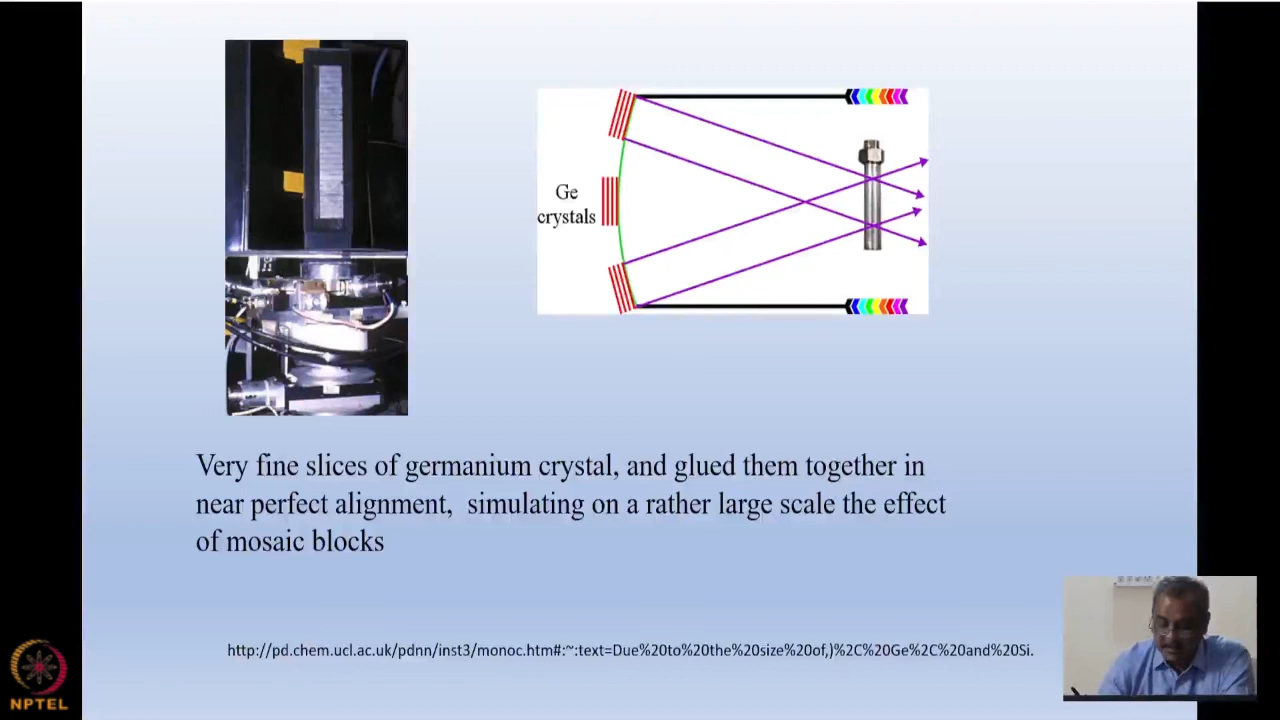 Ge
crystals
Very fine slices of germanium crystal, and glued them together in
near perfect alignment,  simulating on a rather large scale the effect
of mosaic blocks
http://pd.chem.ucl.ac.uk/pdnn/inst3/monoc.htm#:~:text=Due%20to%20the%20size%20of,)%2C%20Ge%2C%20and%20Si.
NPTEL